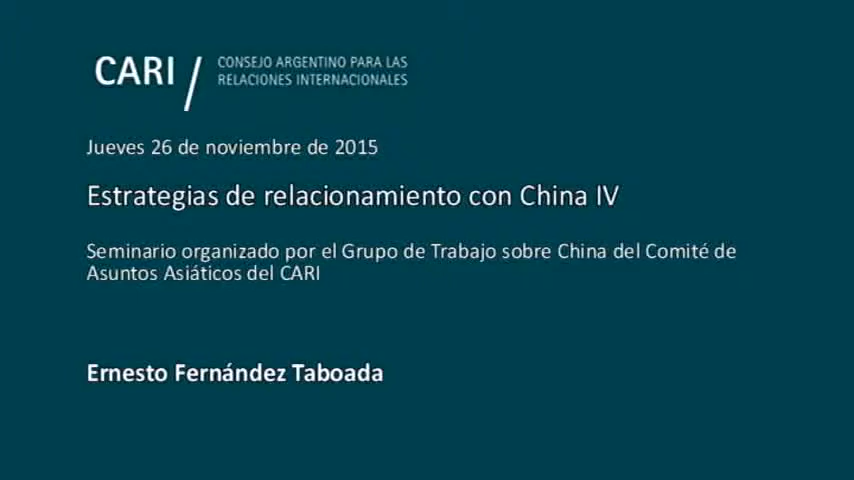 CARI / CONSEJO ARGENTINO PARA LAS
RELACIONES INTERNACIONALES
Jueves 26 de noviembre de 2015
Estrategias de relacionamiento con China IV
Seminario organizado por el Grupo de Trabajo sobre China del Comité de
Asuntos Asiáticos del CARI
Ernesto Fernández Taboada